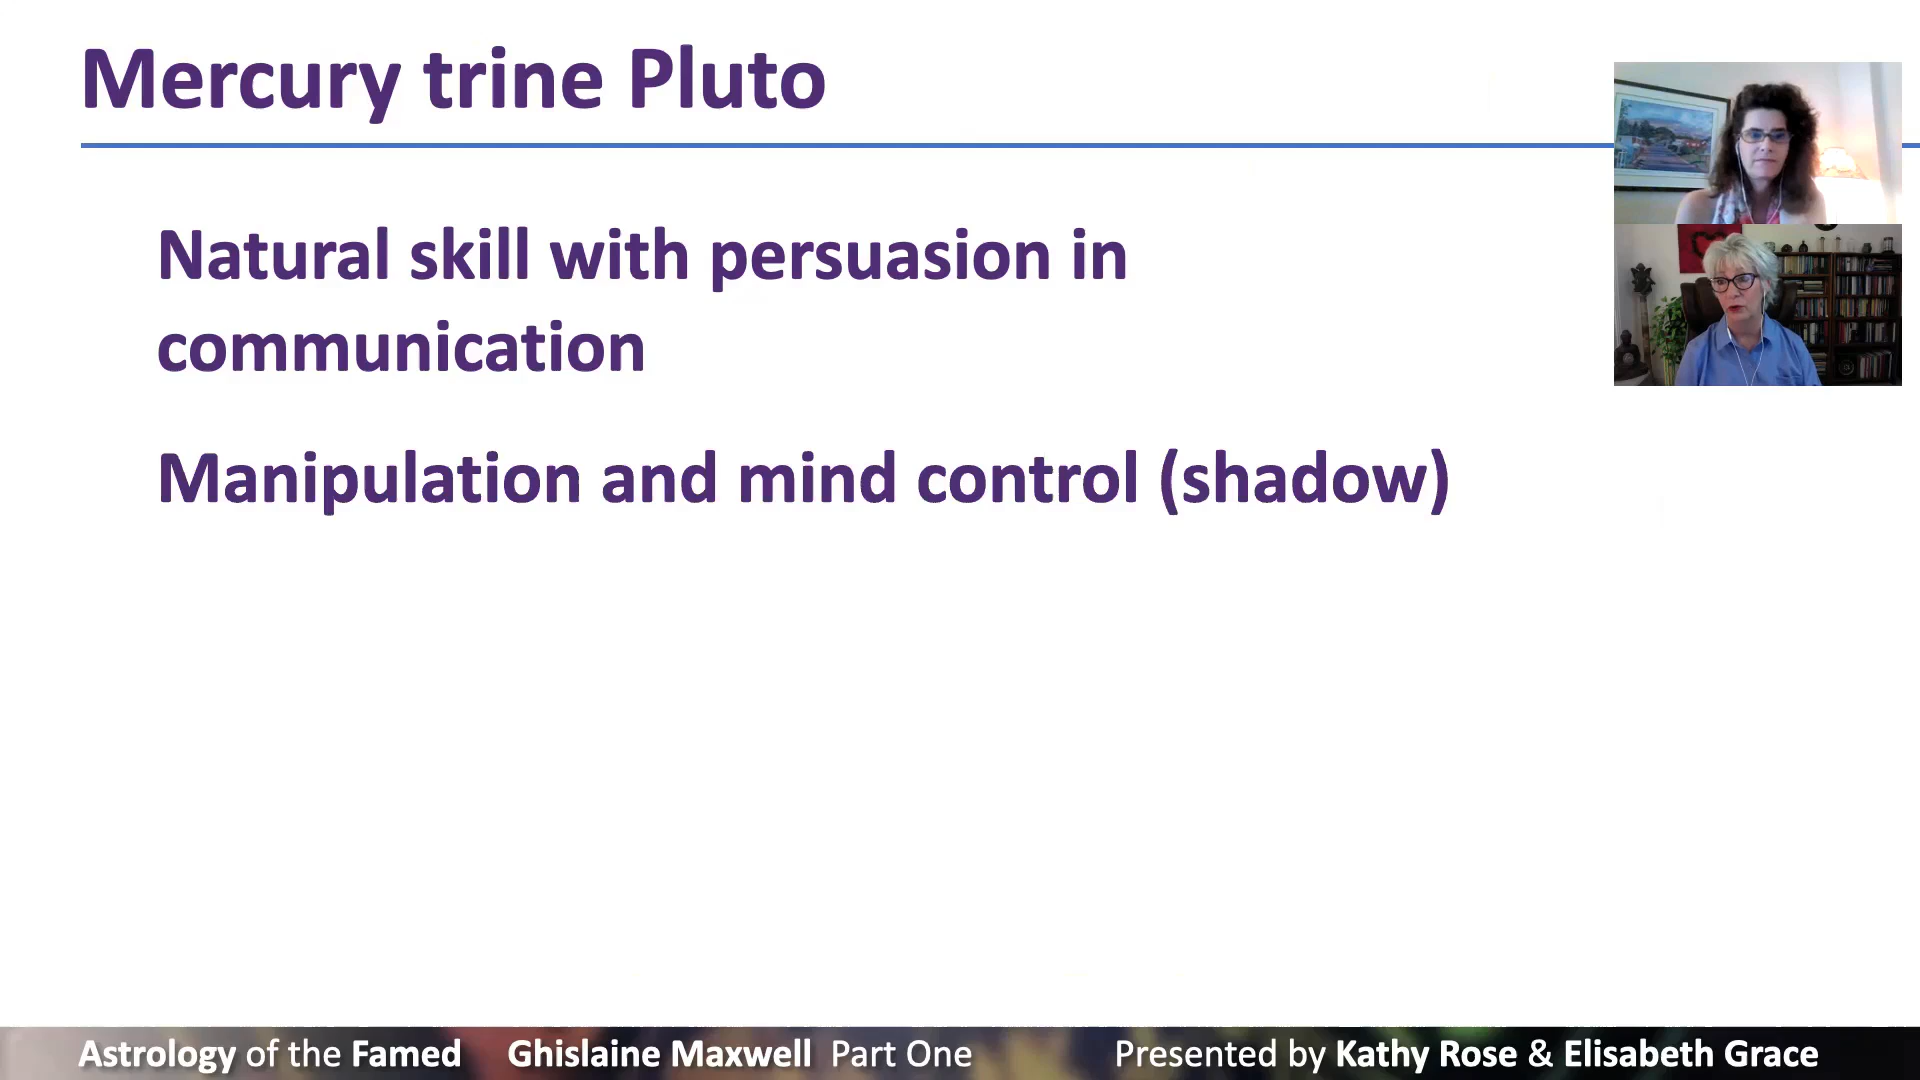 Mercury trine Pluto
Natural skill with persuasion in
communication
Manipulation and mind control (shadow)
Astrology of the Famed Ghislaine Maxwell Part One Presented by Kathy Rose & Elisabeth Grace